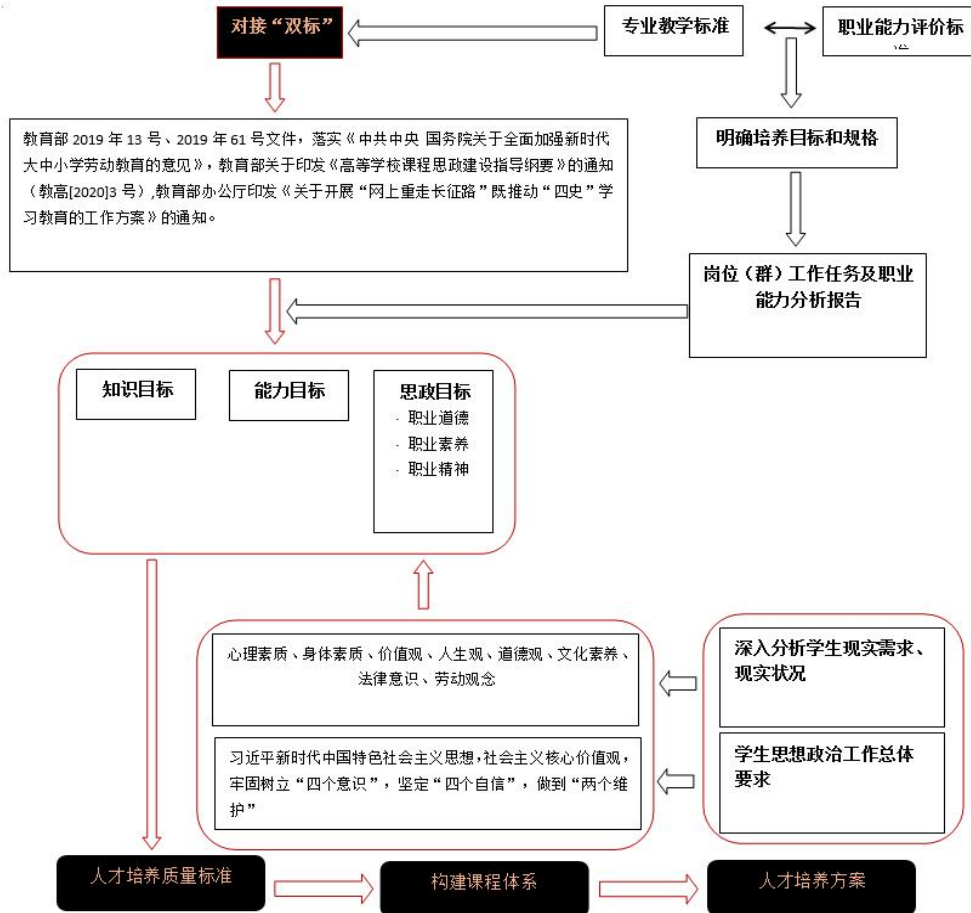 对接“双标”
专业教学标准
职业能力评价标
教育部 2019 年 13 号、2019 年 61 号文件，落实《中共中央 国务院关于全面加强新时代
大中小学劳动教育的意见》，教育部关于印发《高等学校课程思政建设指导纲要》的通知
（教高[2020]3 号）,教育部办公厅印发《关于开展“网上重走长征路”既推动“四史”学
习教育的工作方案》的通知。
明确培养目标和规格
岗位（群）工作任务及职业
能力分析报告
知识目标
能力目标
思政目标
· 职业道德
· 职业素养
· 职业精神
心理素质、身体素质、价值观、人生观、道德观、文化素养、
法律意识、劳动观念
深入分析学生现实需求、
现实状况
习近平新时代中国特色社会主义思想，社会主义核心价值观，
牢固树立“四个意识”，坚定“四个自信”，做到“两个维
护”
学生思想政治工作总体
要求
人才培养质量标准
构建课程体系
人才培养方案